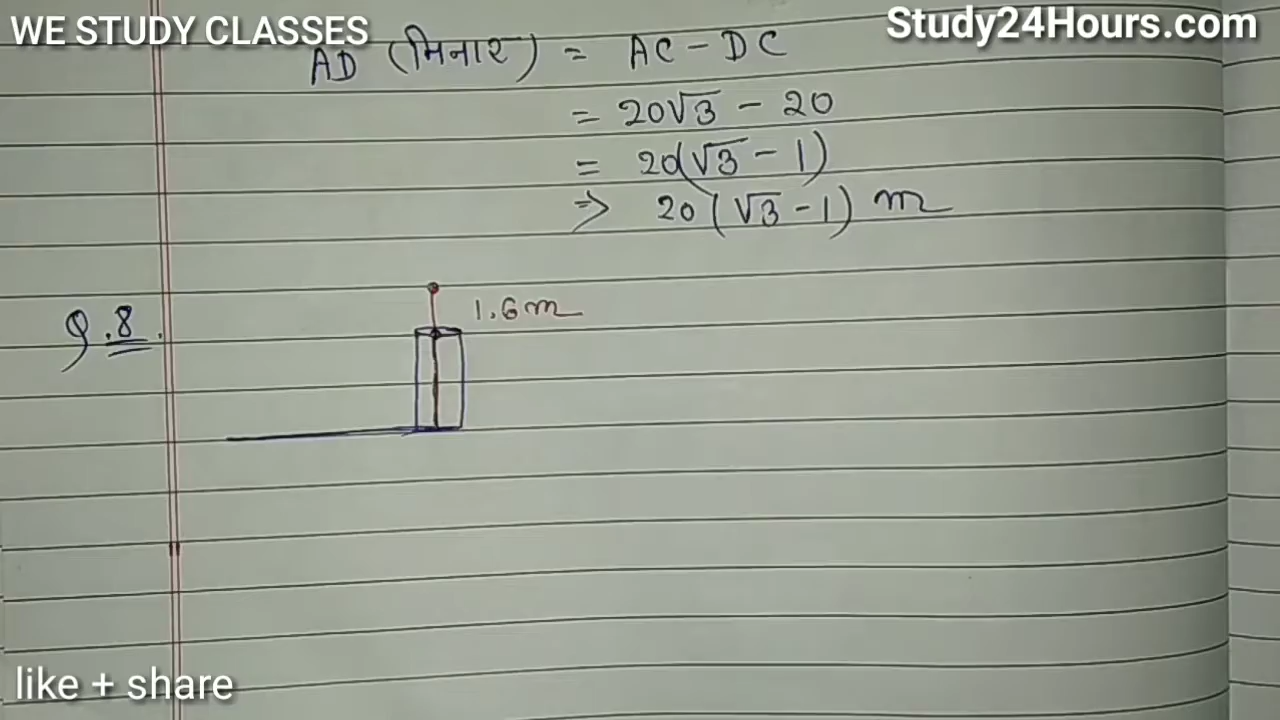 WE STUDY CLASSES
Study24Hours.com
AD (मिनार) = AC - DC
= 20√3 - 20
= 20(√3 - 1)
⇒ 20(√3 - 1) m
Q.8.
1.6m
like + share